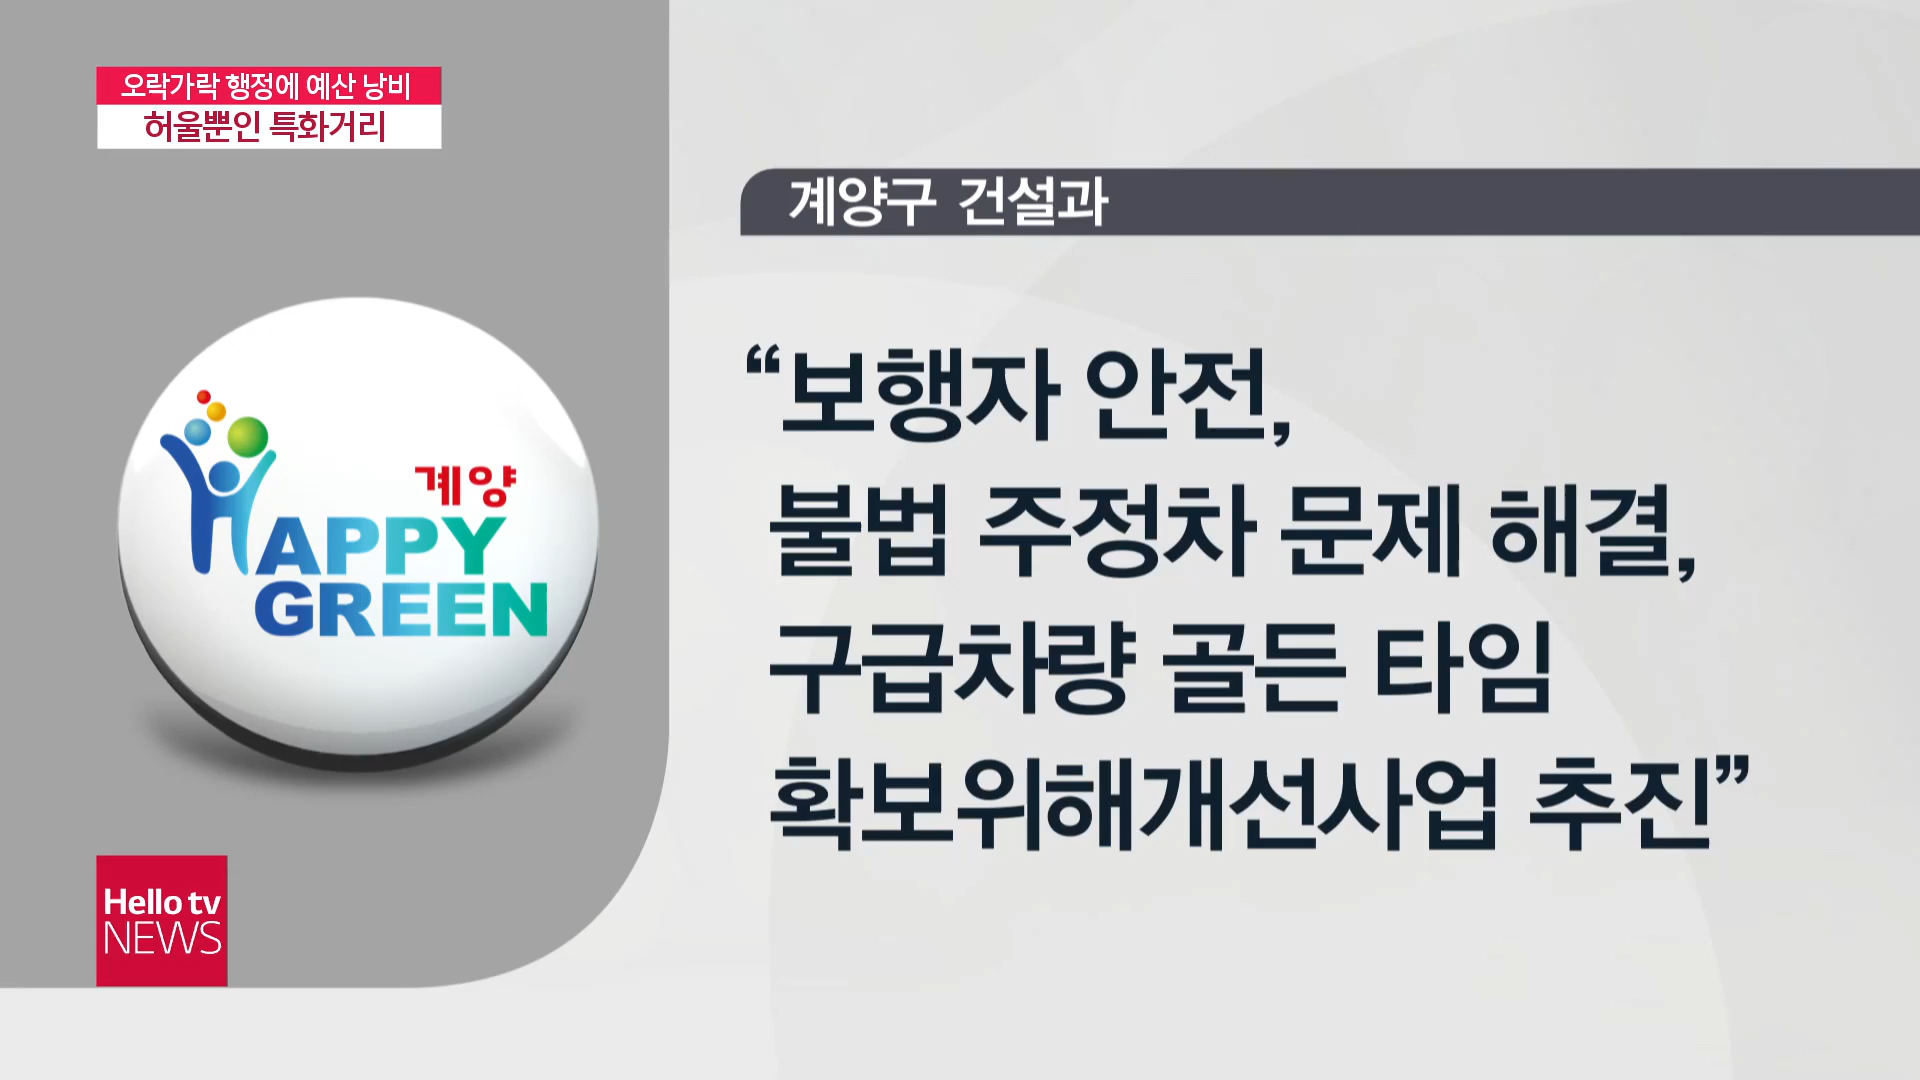 오락가락 행정에 예산 낭비
허울뿐인 특화거리
계양구 건설과
“보행자 안전,
불법 주정차 문제 해결,
구급차량 골든 타임
확보위해개선사업 추진”
계양
HAPPY
GREEN
Hello tv
NEWS